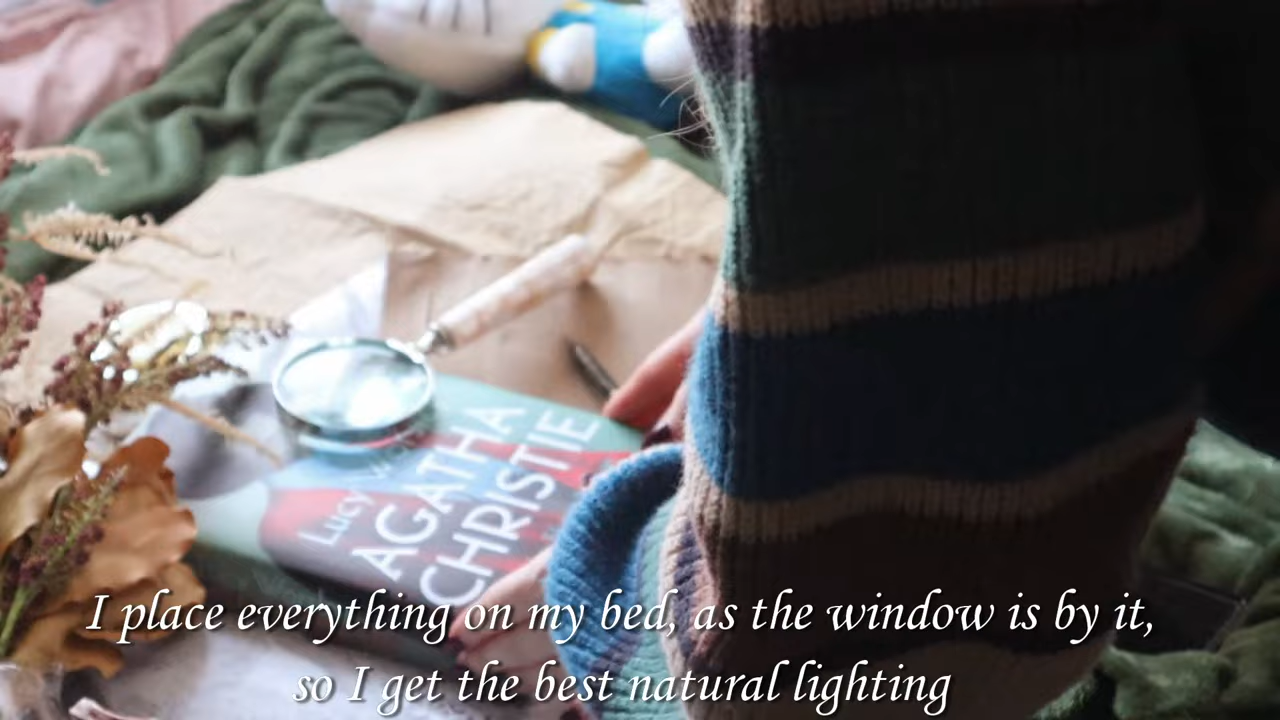 Lucy
AGATHA
CHRISTIE
I place everything on my bed, as the window is by it,
so I get the best natural lighting